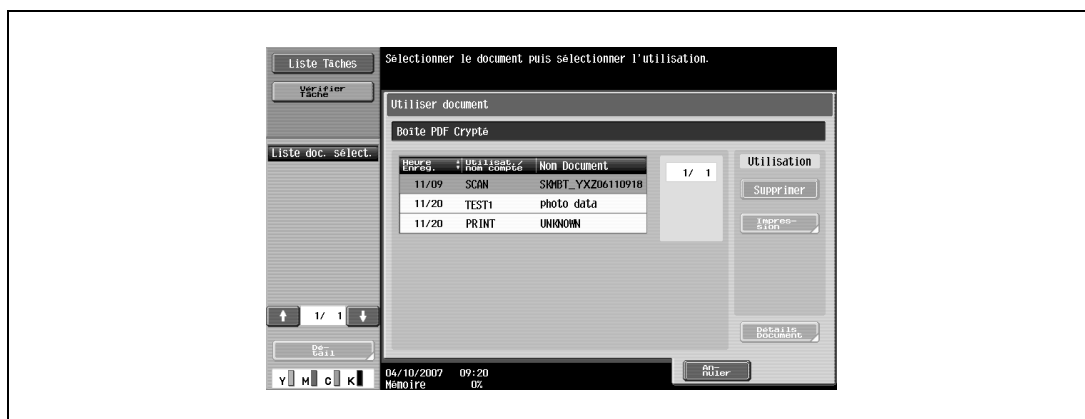 Liste Tâches
Vérifier
Tâche
Liste doc. sélect.
1/ 1
Dé-
tail
Y M C K
Sélectionner le document puis sélectionner l'utilisation.
Utiliser document
Boîte PDF Crypté
Heure Enreg. Utilisat./ nom compte Nom Document
11/09 SCAN SKMBT_YXZ06110918
11/20 TEST1 photo data
11/20 PRINT UNKNOWN
1/ 1
Utilisation
Supprimer
Impres-
sion
Détails
Document
An-
nuler
04/10/2007 09:20
Mémoire 0%